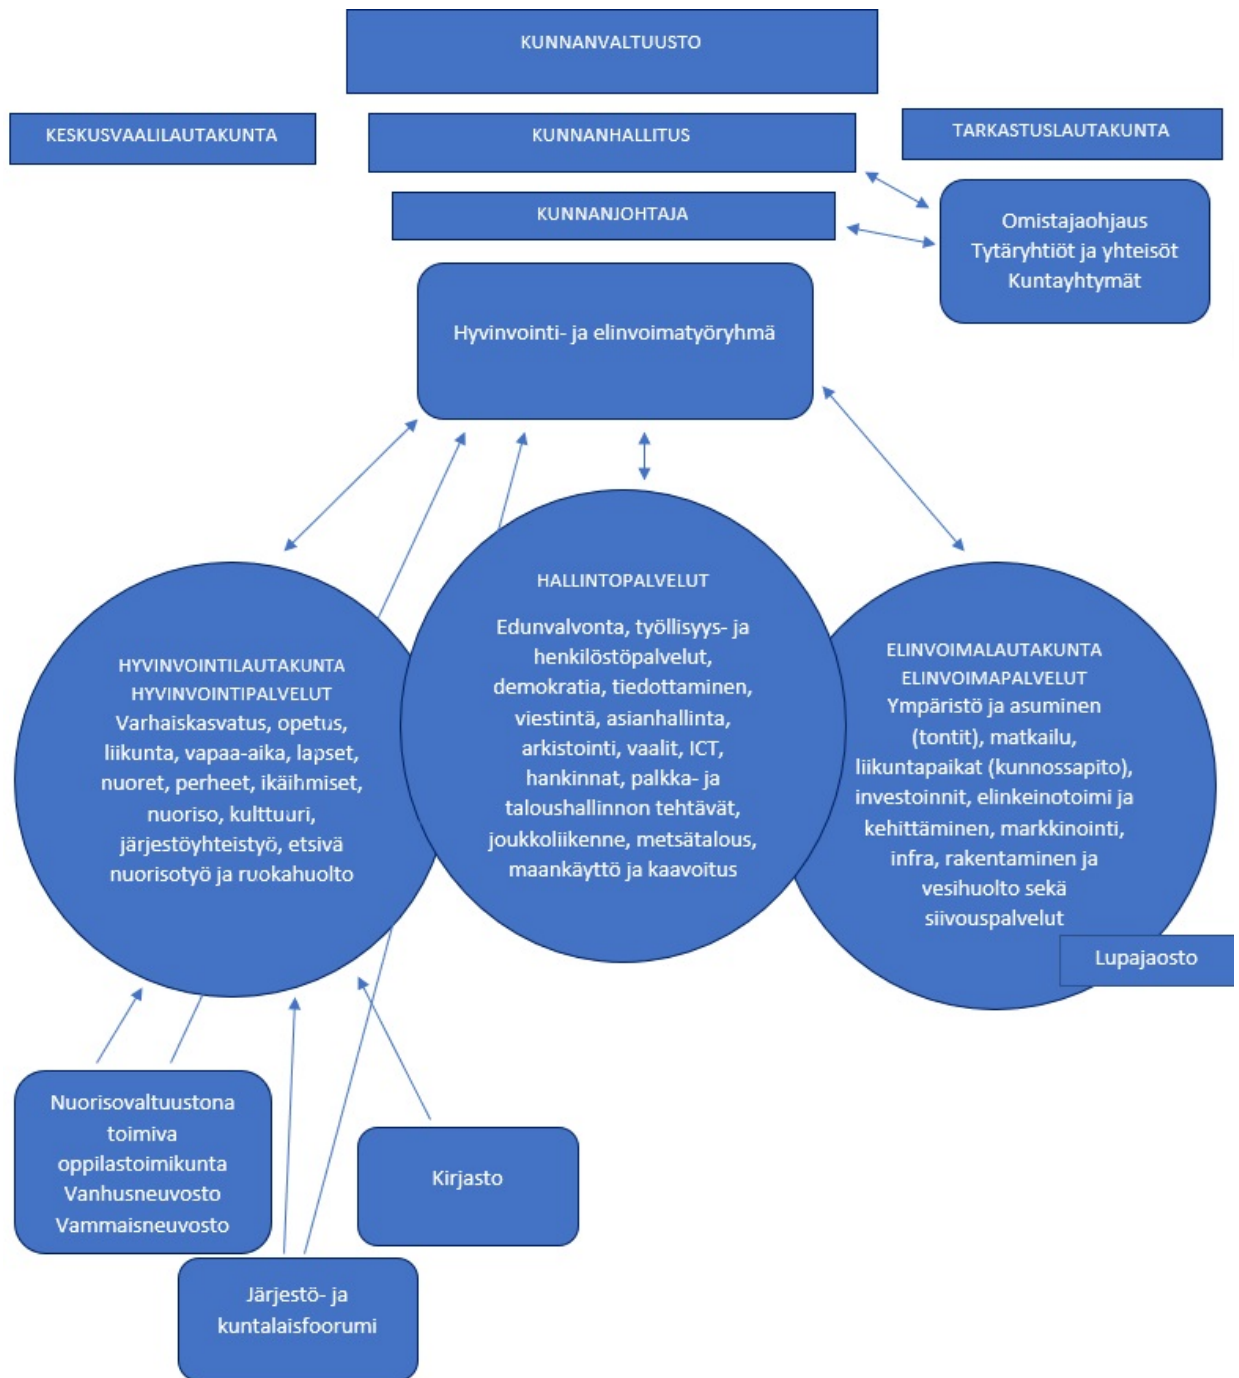 KUNNANVALTUUSTO
KESKUSVAALILAUTAKUNTA
KUNNANHALLITUS
TARKASTUSLAUTAKUNTA
KUNNANJOHTAJA
Omistajaohjaus
Tytäryhtiöt ja yhteisöt
Kuntayhtymät
Hyvinvointi- ja elinvoimatyöryhmä
HYVINVOINTILAUTAKUNTA
HYVINVOINTIPALVELUT
Varhaiskasvatus, opetus,
liikunta, vapaa-aika, lapset,
nuoret, perheet, ikäihmiset,
nuoriso, kulttuuri,
järjestöyhteistyö, etsivä
nuorisotyö ja ruokahuolto
HALLINTOPALVELUT
Edunvalvonta, työllisyys- ja
henkilöstöpalvelut,
demokratia, tiedottaminen,
viestintä, asianhallinta,
arkistointi, vaalit, ICT,
hankinnat, palkka- ja
taloushallinnon tehtävät,
joukkoliikenne, metsätalous,
maankäyttö ja kaavoitus
ELINVOIMALAUTAKUNTA
ELINVOIMAPALVELUT
Ympäristö ja asuminen
(tontit), matkailu,
liikuntapaikat (kunnossapito),
investoinnit, elinkeinotoimi ja
kehittäminen, markkinointi,
infra, rakentaminen ja
vesihuolto sekä
siivouspalvelut
Lupajaosto
Nuorisovaltuustona
toimiva
oppilastoimikunta
Vanhusneuvosto
Vammaisneuvosto
Kirjasto
Järjestö- ja
kuntalaisfoorumi